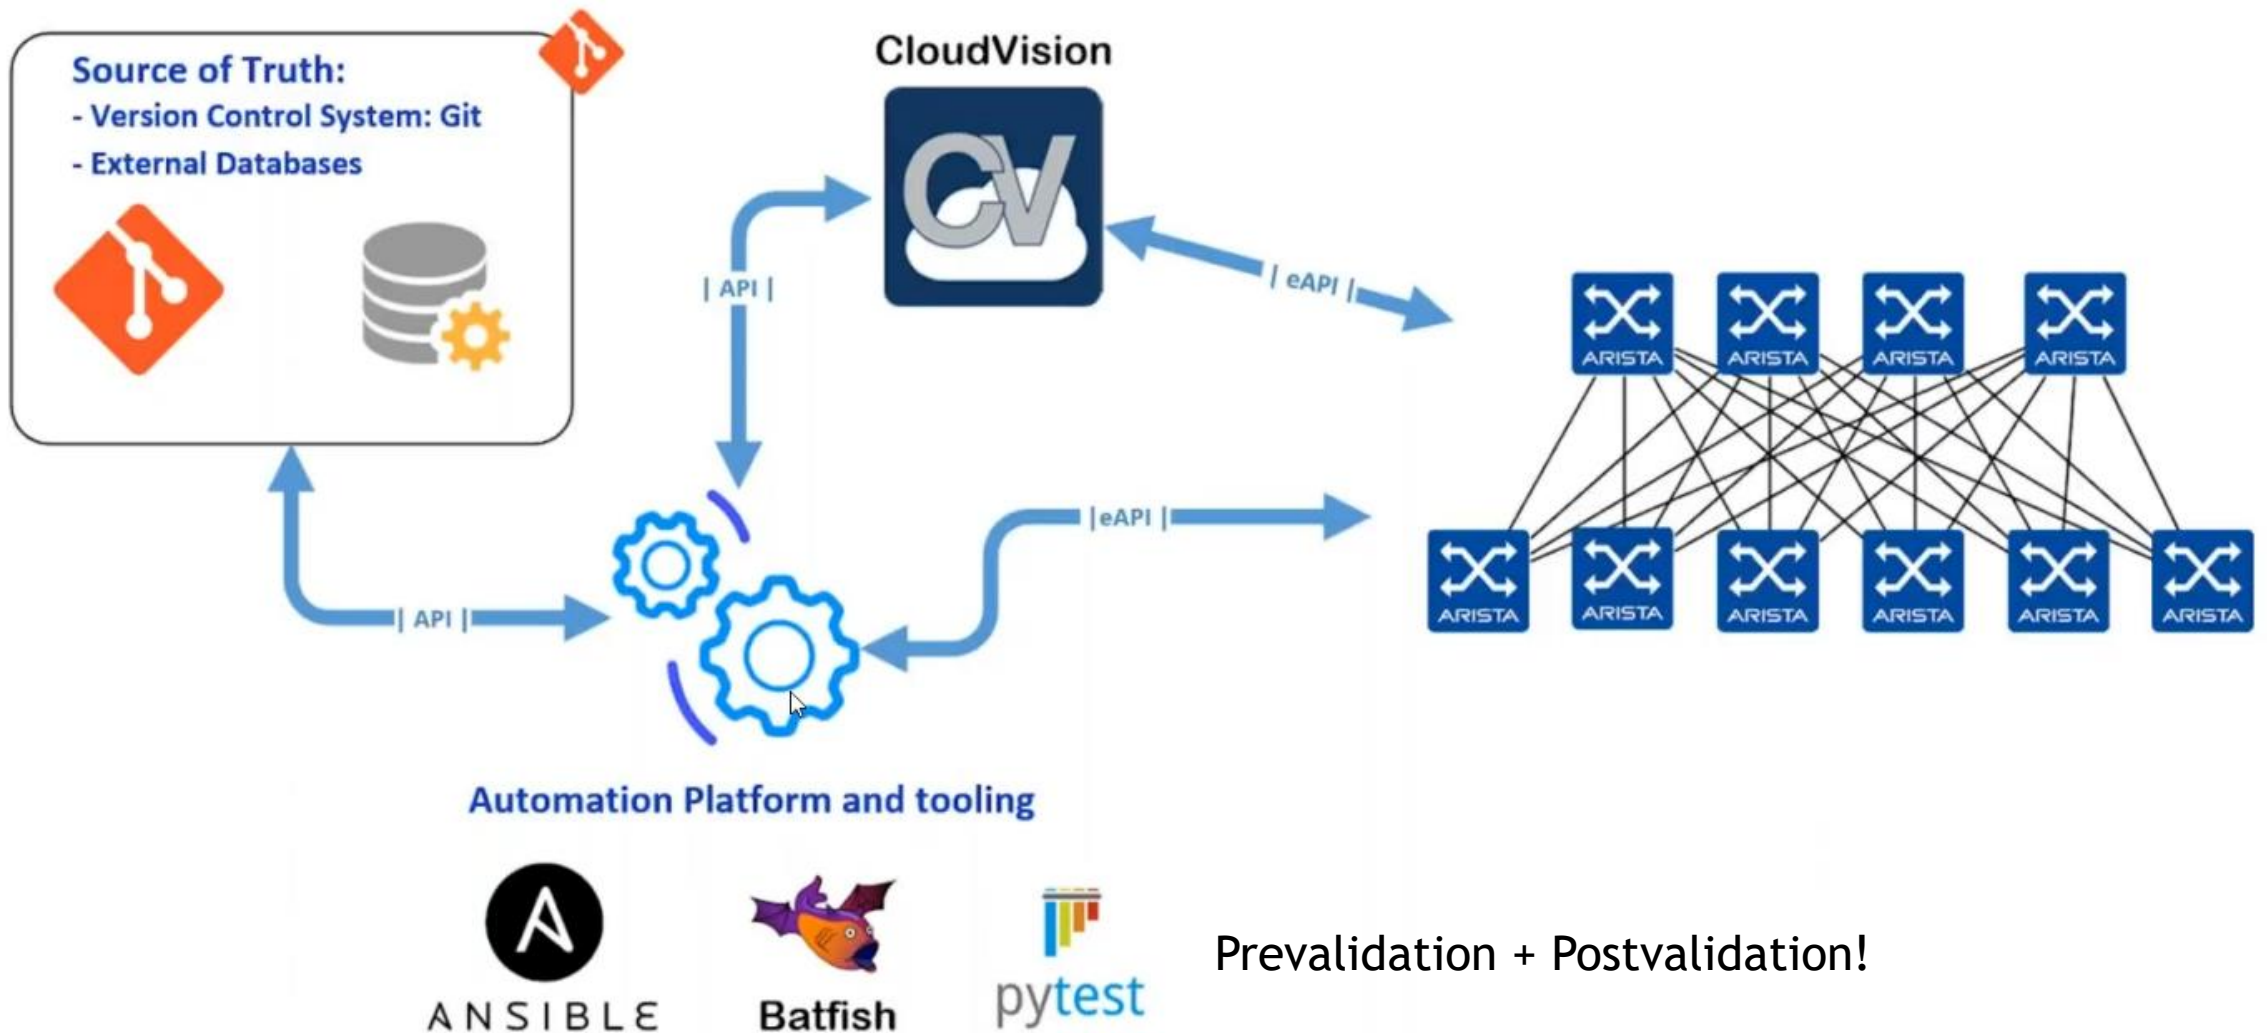 Source of Truth:
- Version Control System: Git
- External Databases
CloudVision
CV
| API |
| eAPI |
ARISTA ARISTA ARISTA ARISTA
|eAPI |
ARISTA ARISTA ARISTA ARISTA ARISTA ARISTA
| API |
Automation Platform and tooling
ANSIBLE
Batfish
pytest
Prevalidation + Postvalidation!